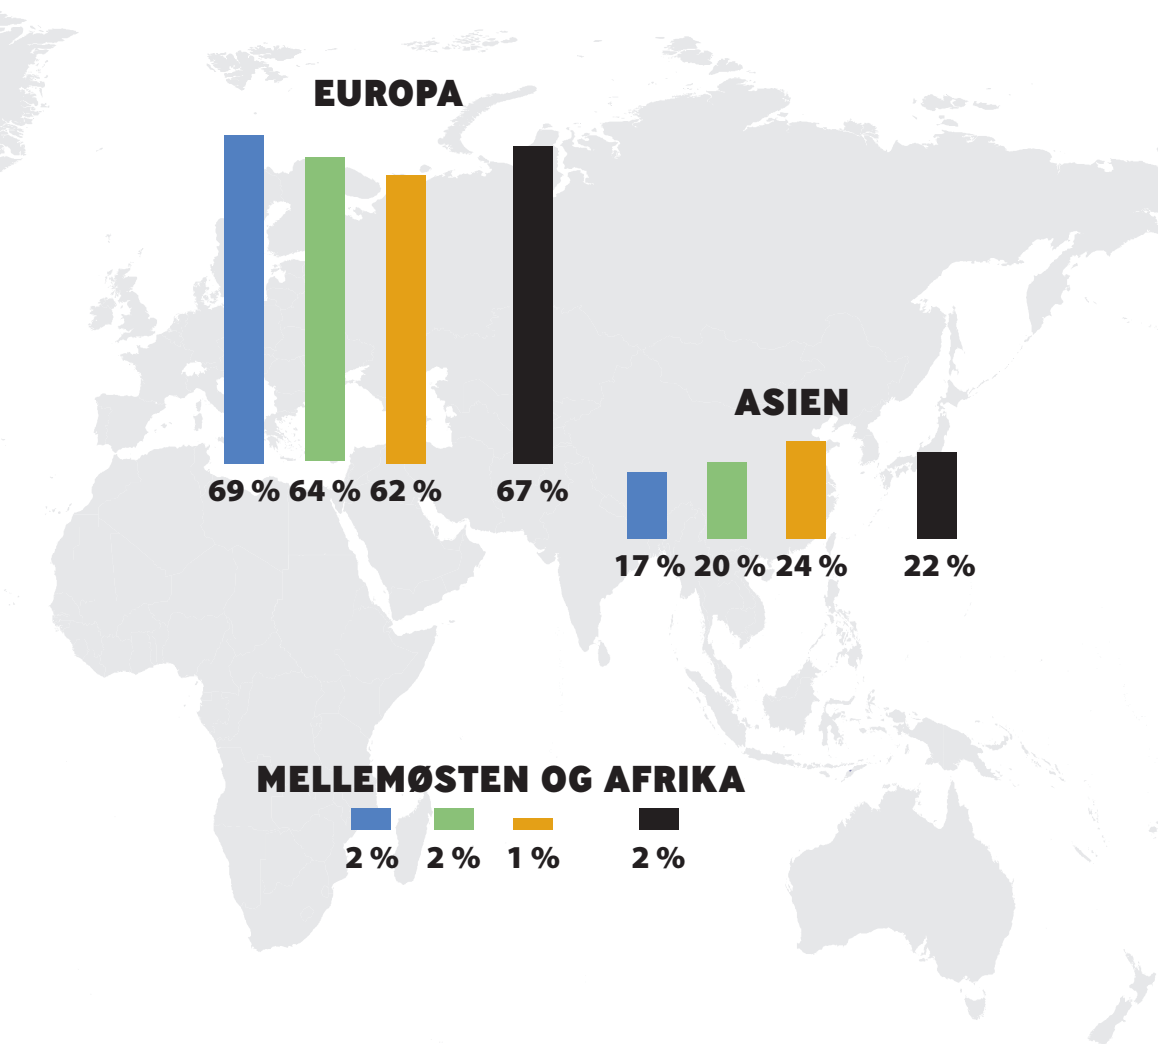 EUROPA
69 % 64 % 62 % 67 %
ASIEN
17 % 20 % 24 % 22 %
MELLEMØSTEN OG AFRIKA
2 % 2 % 1 % 2 %